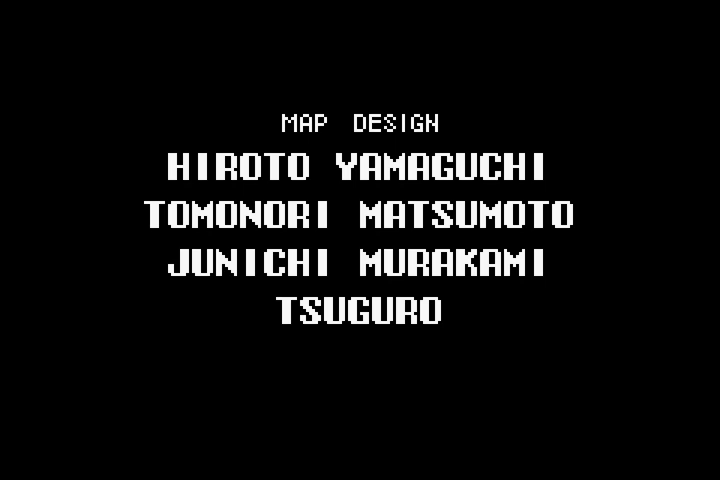 MAP DESIGN
HIROTO YAMAGUCHI
TOMONORI MATSUMOTO
JUNICHI MURAKAMI
TSUGURO